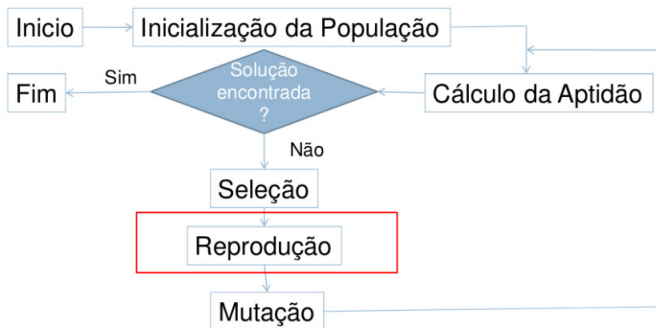 Inicio
Inicialização da População
Solução
encontrada
?
Sim
Fim
Cálculo da Aptidão
Não
Seleção
Reprodução
Mutação